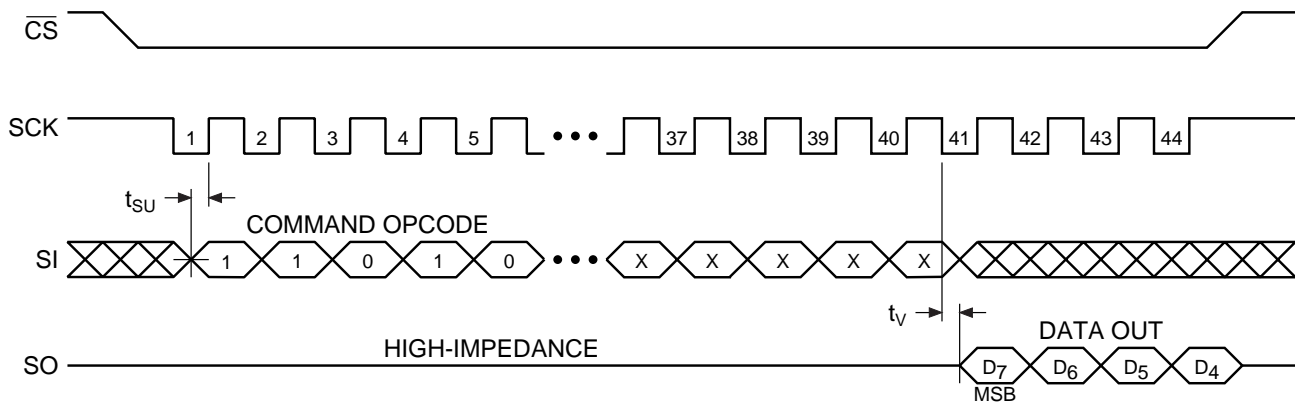 CS
SCK
1 2 3 4 5 ••• 37 38 39 40 41 42 43 44
tSU
COMMAND OPCODE
SI
1 1 0 1 0 ••• X X X X X
tV
DATA OUT
HIGH-IMPEDANCE
SO
D7 D6 D5 D4
MSB